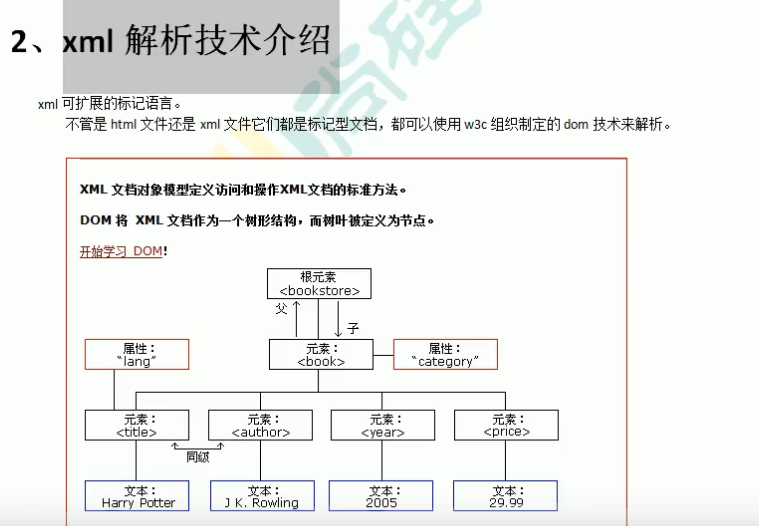 2、xml 解析技术介绍
xml 可扩展的标记语言。
不管是 html 文件还是 xml 文件它们都是标记型文档，都可以使用 w3c 组织制定的 dom 技术来解析。
XML 文档对象模型定义访问和操作XML文档的标准方法。
DOM 将 XML 文档作为一个树形结构，而树叶被定义为节点。
开始学习 DOM!
根元素
<bookstore>
父
子
属性：
“lang”
元素：
<book>
属性：
“category”
元素：
<title>
元素：
<author>
元素：
<year>
元素：
<price>
同级
文本：
Harry Potter
文本：
J K. Rowling
文本：
2005
文本：
29.99